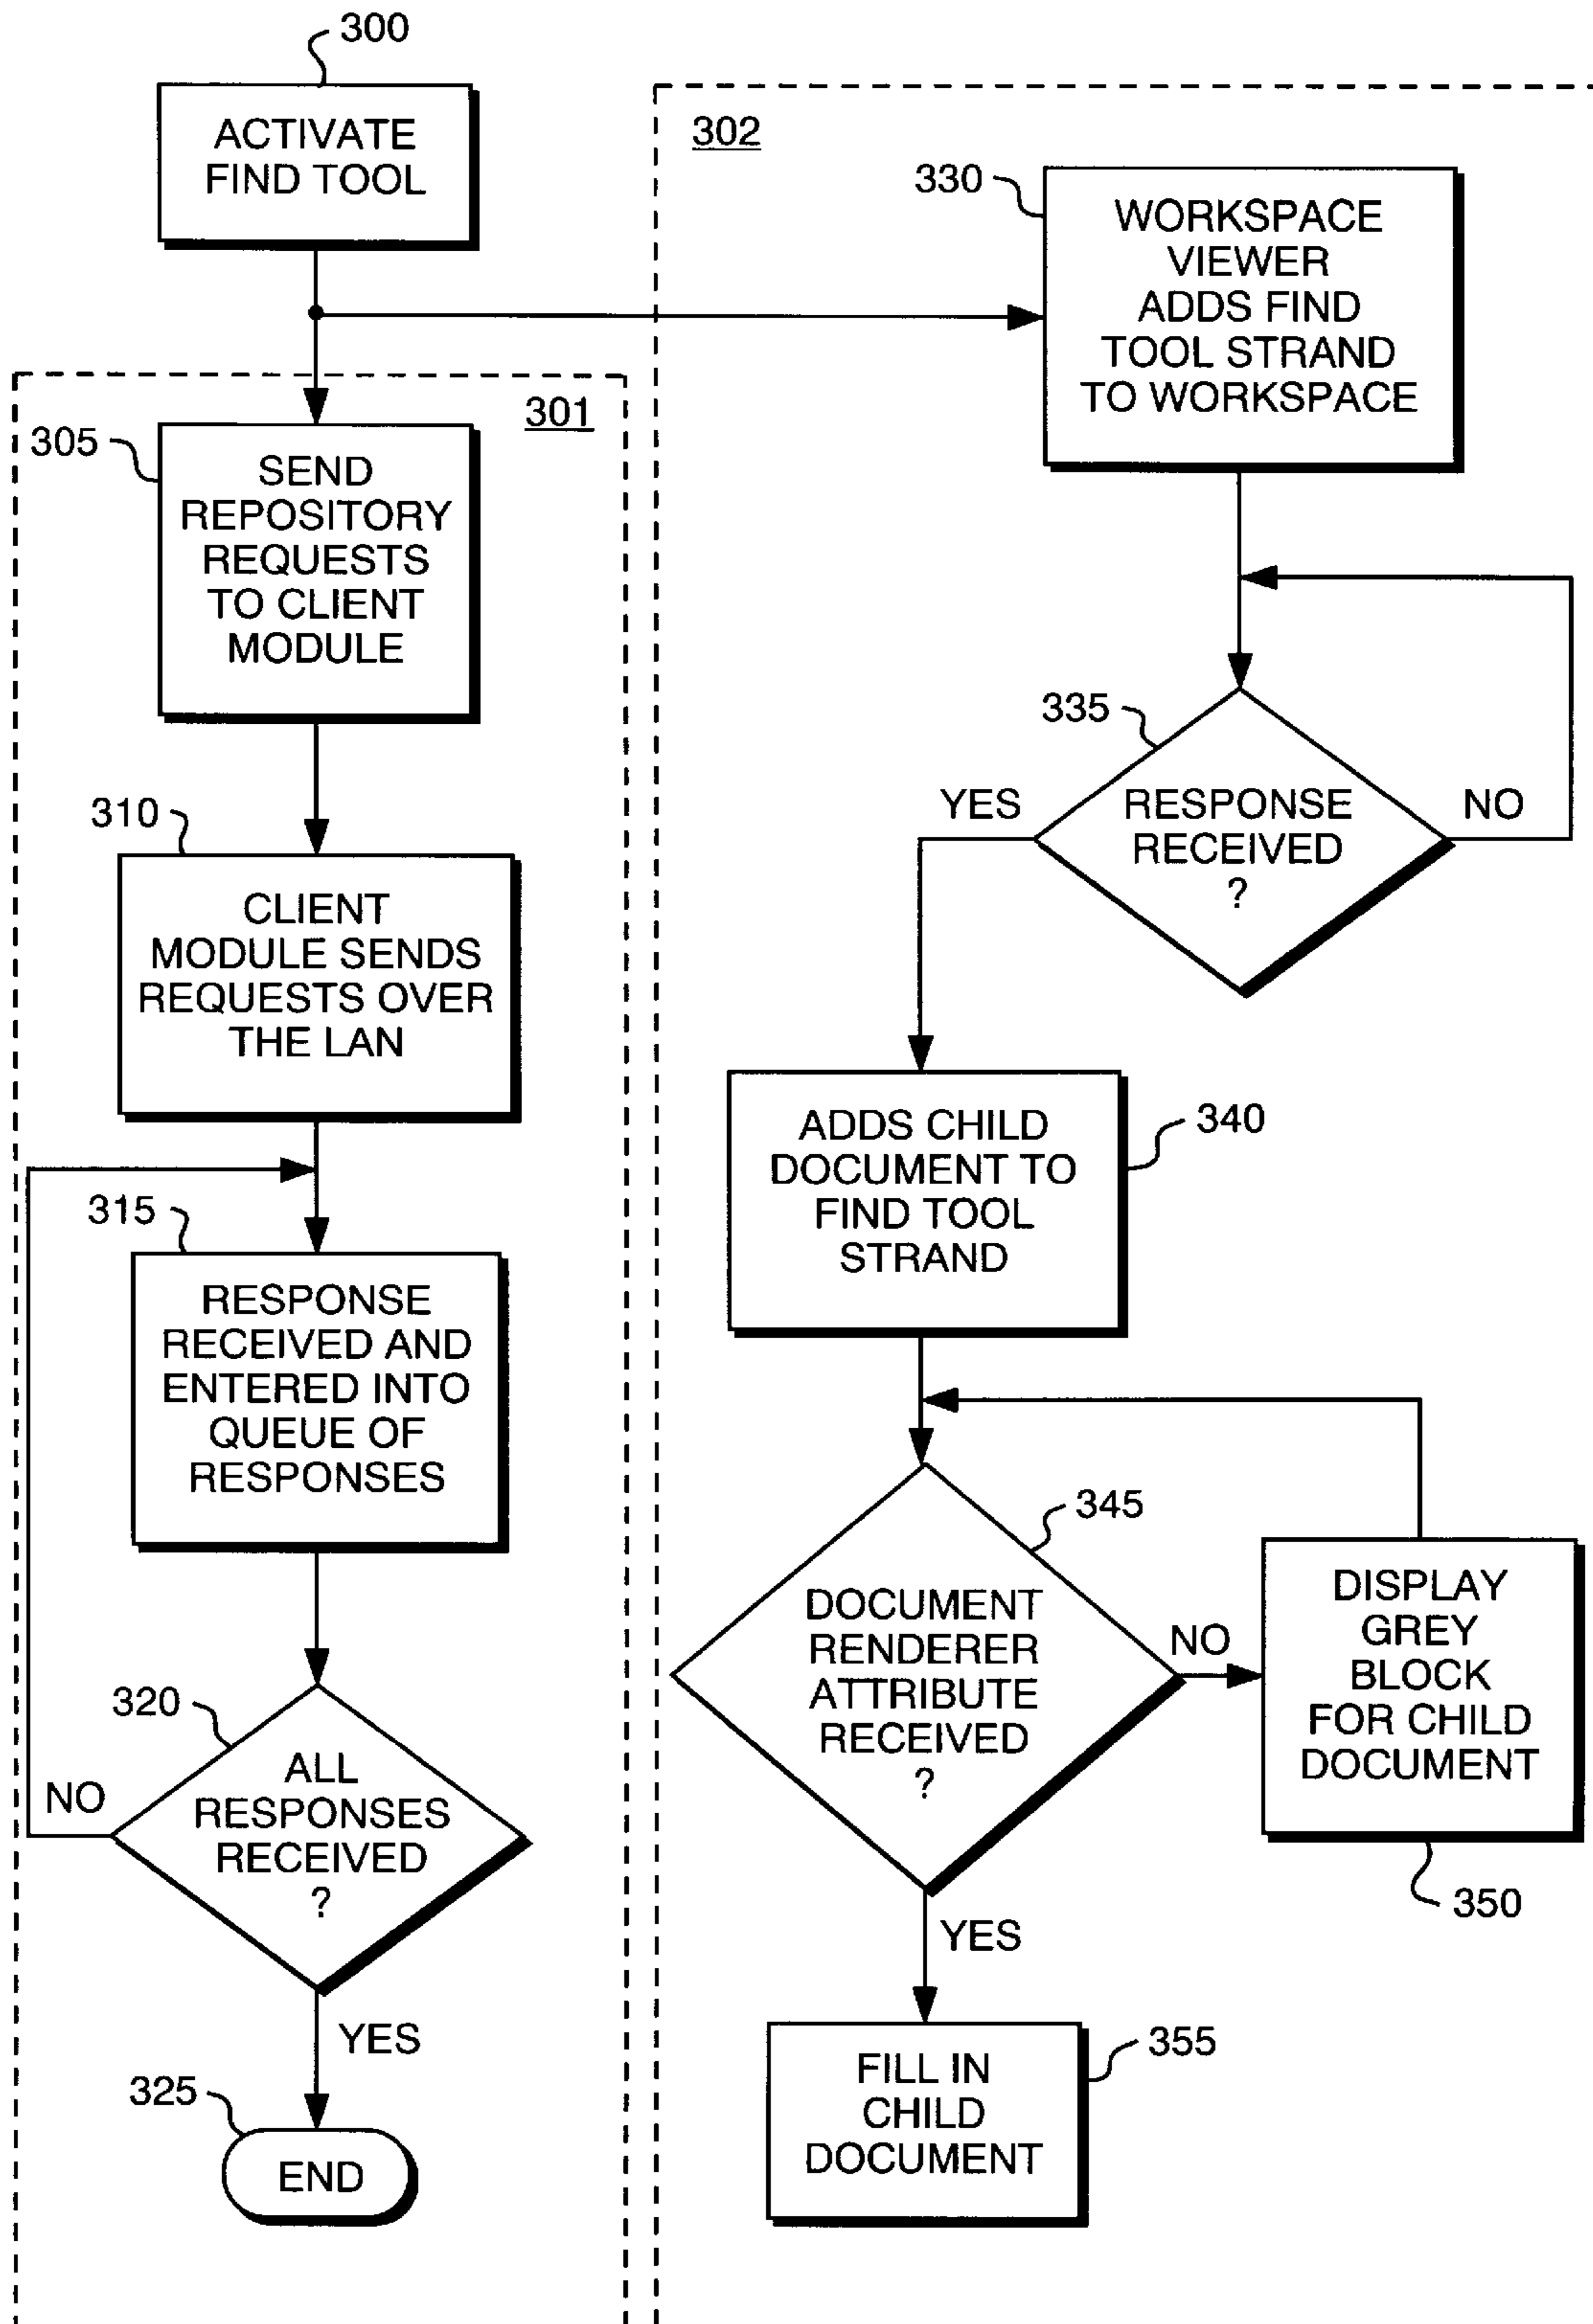 300
ACTIVATE
FIND TOOL
301
305
SEND
REPOSITORY
REQUESTS
TO CLIENT
MODULE
310
CLIENT
MODULE SENDS
REQUESTS OVER
THE LAN
315
RESPONSE
RECEIVED AND
ENTERED INTO
QUEUE OF
RESPONSES
320
ALL
RESPONSES
RECEIVED
?
NO
YES
325
END
302
330
WORKSPACE
VIEWER
ADDS FIND
TOOL STRAND
TO WORKSPACE
335
RESPONSE
RECEIVED
?
YES
NO
340
ADDS CHILD
DOCUMENT TO
FIND TOOL
STRAND
345
DOCUMENT
RENDERER
ATTRIBUTE
RECEIVED
?
NO
DISPLAY
GREY
BLOCK
FOR CHILD
DOCUMENT
350
YES
355
FILL IN
CHILD
DOCUMENT